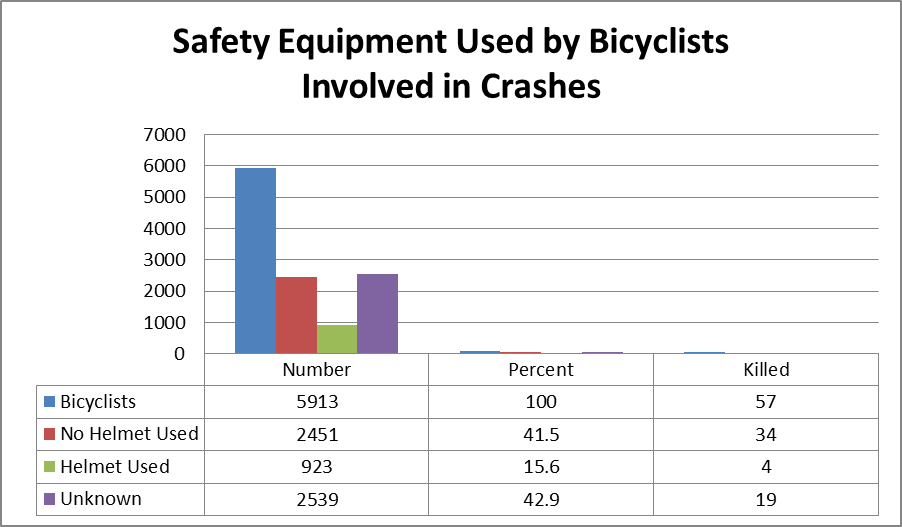 Safety Equipment Used by Bicyclists
Involved in Crashes
7000
6000
5000
4000
3000
2000
1000
0
Number Percent Killed
Bicyclists 5913 100 57
No Helmet Used 2451 41.5 34
Helmet Used 923 15.6 4
Unknown 2539 42.9 19